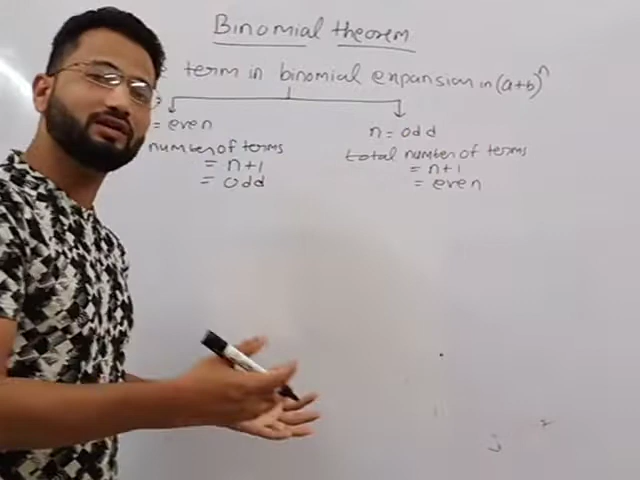 Binomial theorem
term in binomial expansion in (a+b)^n
= even
n = odd
number of terms
total number of terms
= n+1
= n+1
= odd
= even